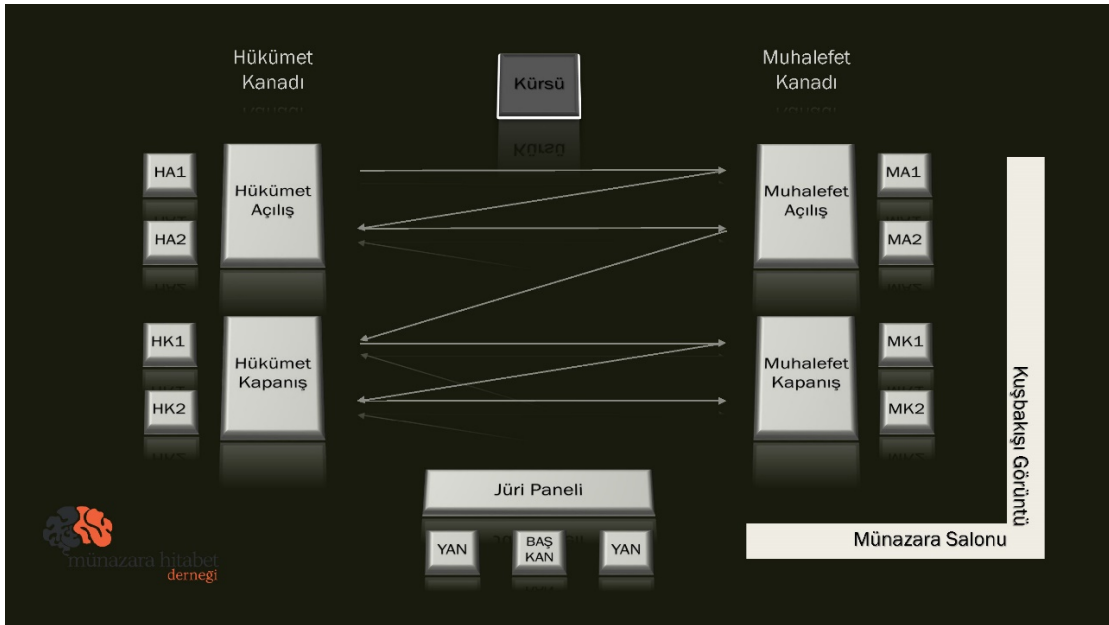 Hükümet
Kanadı
Kürsü
Muhalefet
Kanadı
HA1
HA2
Hükümet
Açılış
Muhalefet
Açılış
MA1
MA2
HK1
HK2
Hükümet
Kapanış
Muhalefet
Kapanış
MK1
MK2
Kuşbakışı Görüntü
Jüri Paneli
YAN
BAŞ
KAN
YAN
Münazara Salonu
münazara hitabet
derneği